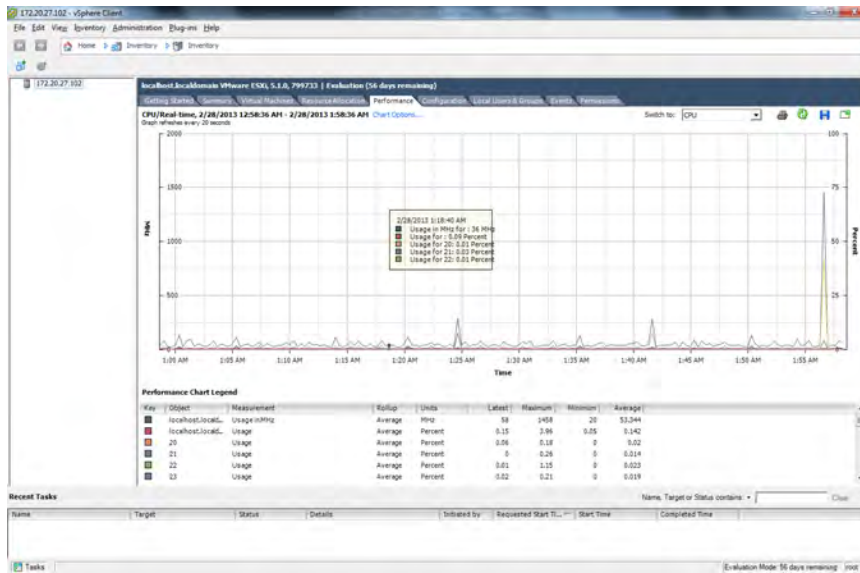 172.20.27.102 - vSphere Client
File Edit View Inventory Administration Plug-ins Help
Home Inventory Inventory
172.20.27.102
localhost.localdomain VMware ESXi, 5.1.0, 799733 | Evaluation (56 days remaining)
Getting Started Summary Virtual Machines Resource Allocation Performance Configuration Local Users & Groups Events Permissions
CPU/Real-time, 2/28/2013 12:58:36 AM - 2/28/2013 1:58:36 AM Chart Options...
Graph refreshes every 20 seconds
Switch to: CPU
2000 100
1500 75
1000 50
500 25
0 0
MHz
Percent
2/28/2013 1:18:40 AM
Usage in MHz for : 36 MHz
Usage for : 0.09 Percent
Usage for 20: 0.01 Percent
Usage for 21: 0.03 Percent
Usage for 22: 0.01 Percent
1:00 AM 1:05 AM 1:10 AM 1:15 AM 1:20 AM 1:25 AM 1:30 AM 1:35 AM 1:40 AM 1:45 AM 1:50 AM 1:55 AM
Time
Performance Chart Legend
Key Object Measurement Rollup Units Latest Maximum Minimum Average
localhost.locald... Usage in MHz Average MHz 58 1458 20 53.344
localhost.locald... Usage Average Percent 0.15 3.96 0.05 0.142
20 Usage Average Percent 0.06 0.18 0 0.02
21 Usage Average Percent 0 0.26 0 0.014
22 Usage Average Percent 0.01 1.15 0 0.023
23 Usage Average Percent 0.02 0.21 0 0.019
Recent Tasks
Name, Target or Status contains: Clear
Name Target Status Details Initiated by Requested Start Ti... Start Time Completed Time
Tasks
Evaluation Mode: 56 days remaining root